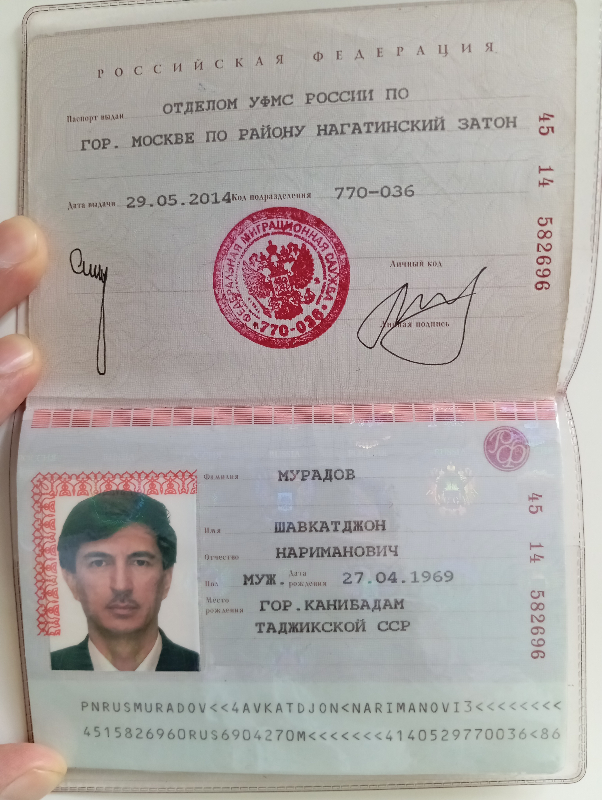 РОССИЙСКАЯ ФЕДЕРАЦИЯ
Паспорт выдан ОТДЕЛОМ УФМС РОССИИ ПО
ГОР. МОСКВЕ ПО РАЙОНУ НАГАТИНСКИЙ ЗАТОН
Дата выдачи 29.05.2014 Код подразделения 770-036
45 14 582696
ФЕДЕРАЛЬНАЯ МИГРАЦИОННАЯ СЛУЖБА
*770-036*
Личный код
Личная подпись
РФ
Фамилия МУРАДОВ
Имя ШАВКАТДЖОН
Отчество НАРИМАНОВИЧ
Пол МУЖ. Дата рождения 27.04.1969
Место рождения ГОР.КАНИБАДАМ
ТАДЖИКСКОЙ ССР
45 14 582696
PNRUSMURADOV<<4AVKATDJON<NARIMANOVI3<<<<<<<<
4515826960RUS6904270M<<<<<<<4140529770036<86